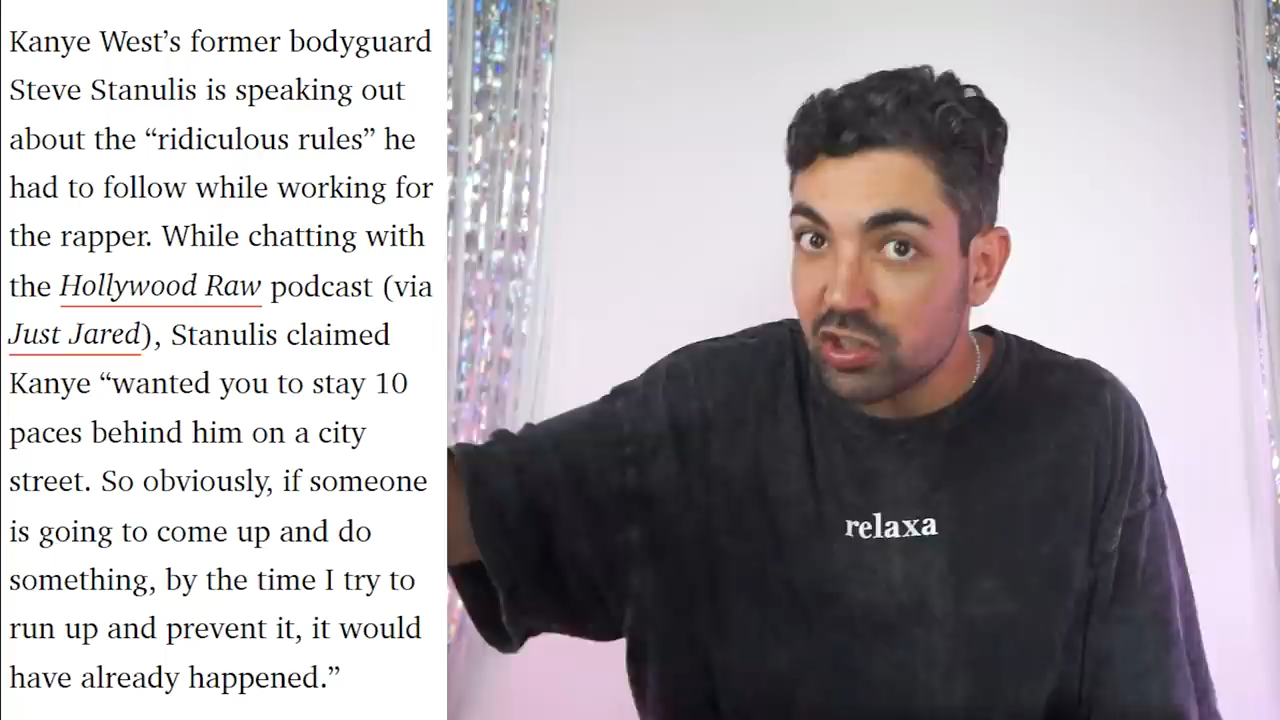 Kanye West’s former bodyguard
Steve Stanulis is speaking out
about the “ridiculous rules” he
had to follow while working for
the rapper. While chatting with
the Hollywood Raw podcast (via
Just Jared), Stanulis claimed
Kanye “wanted you to stay 10
paces behind him on a city
street. So obviously, if someone
is going to come up and do
something, by the time I try to
run up and prevent it, it would
have already happened.”
relaxa